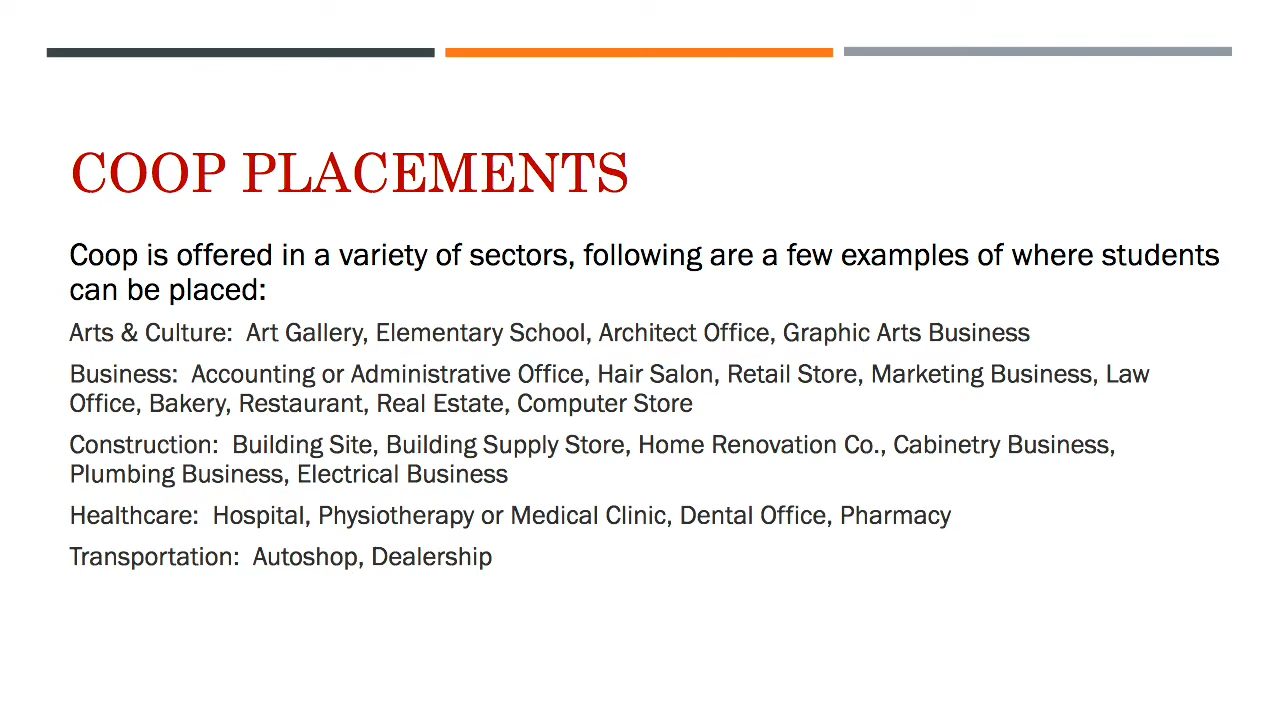 COOP PLACEMENTS
Coop is offered in a variety of sectors, following are a few examples of where students
can be placed:
Arts & Culture:  Art Gallery, Elementary School, Architect Office, Graphic Arts Business
Business:  Accounting or Administrative Office, Hair Salon, Retail Store, Marketing Business, Law
Office, Bakery, Restaurant, Real Estate, Computer Store
Construction:  Building Site, Building Supply Store, Home Renovation Co., Cabinetry Business,
Plumbing Business, Electrical Business
Healthcare:  Hospital, Physiotherapy or Medical Clinic, Dental Office, Pharmacy
Transportation:  Autoshop, Dealership